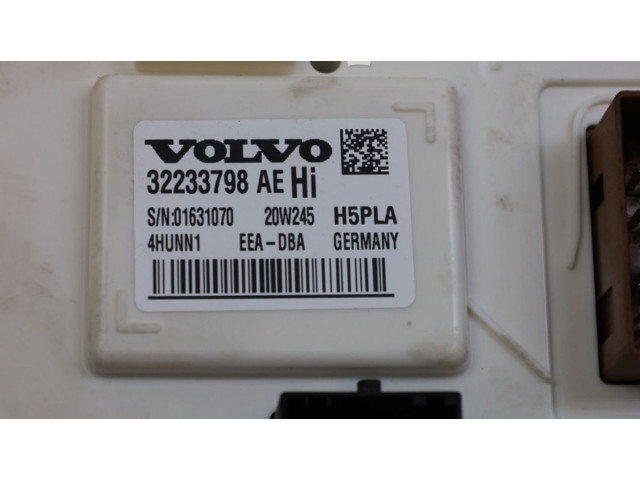 VOLVO
32233798 AE Hi
S/N:01631070 20W245 H5PLA
4HUNN1 EEA-DBA GERMANY